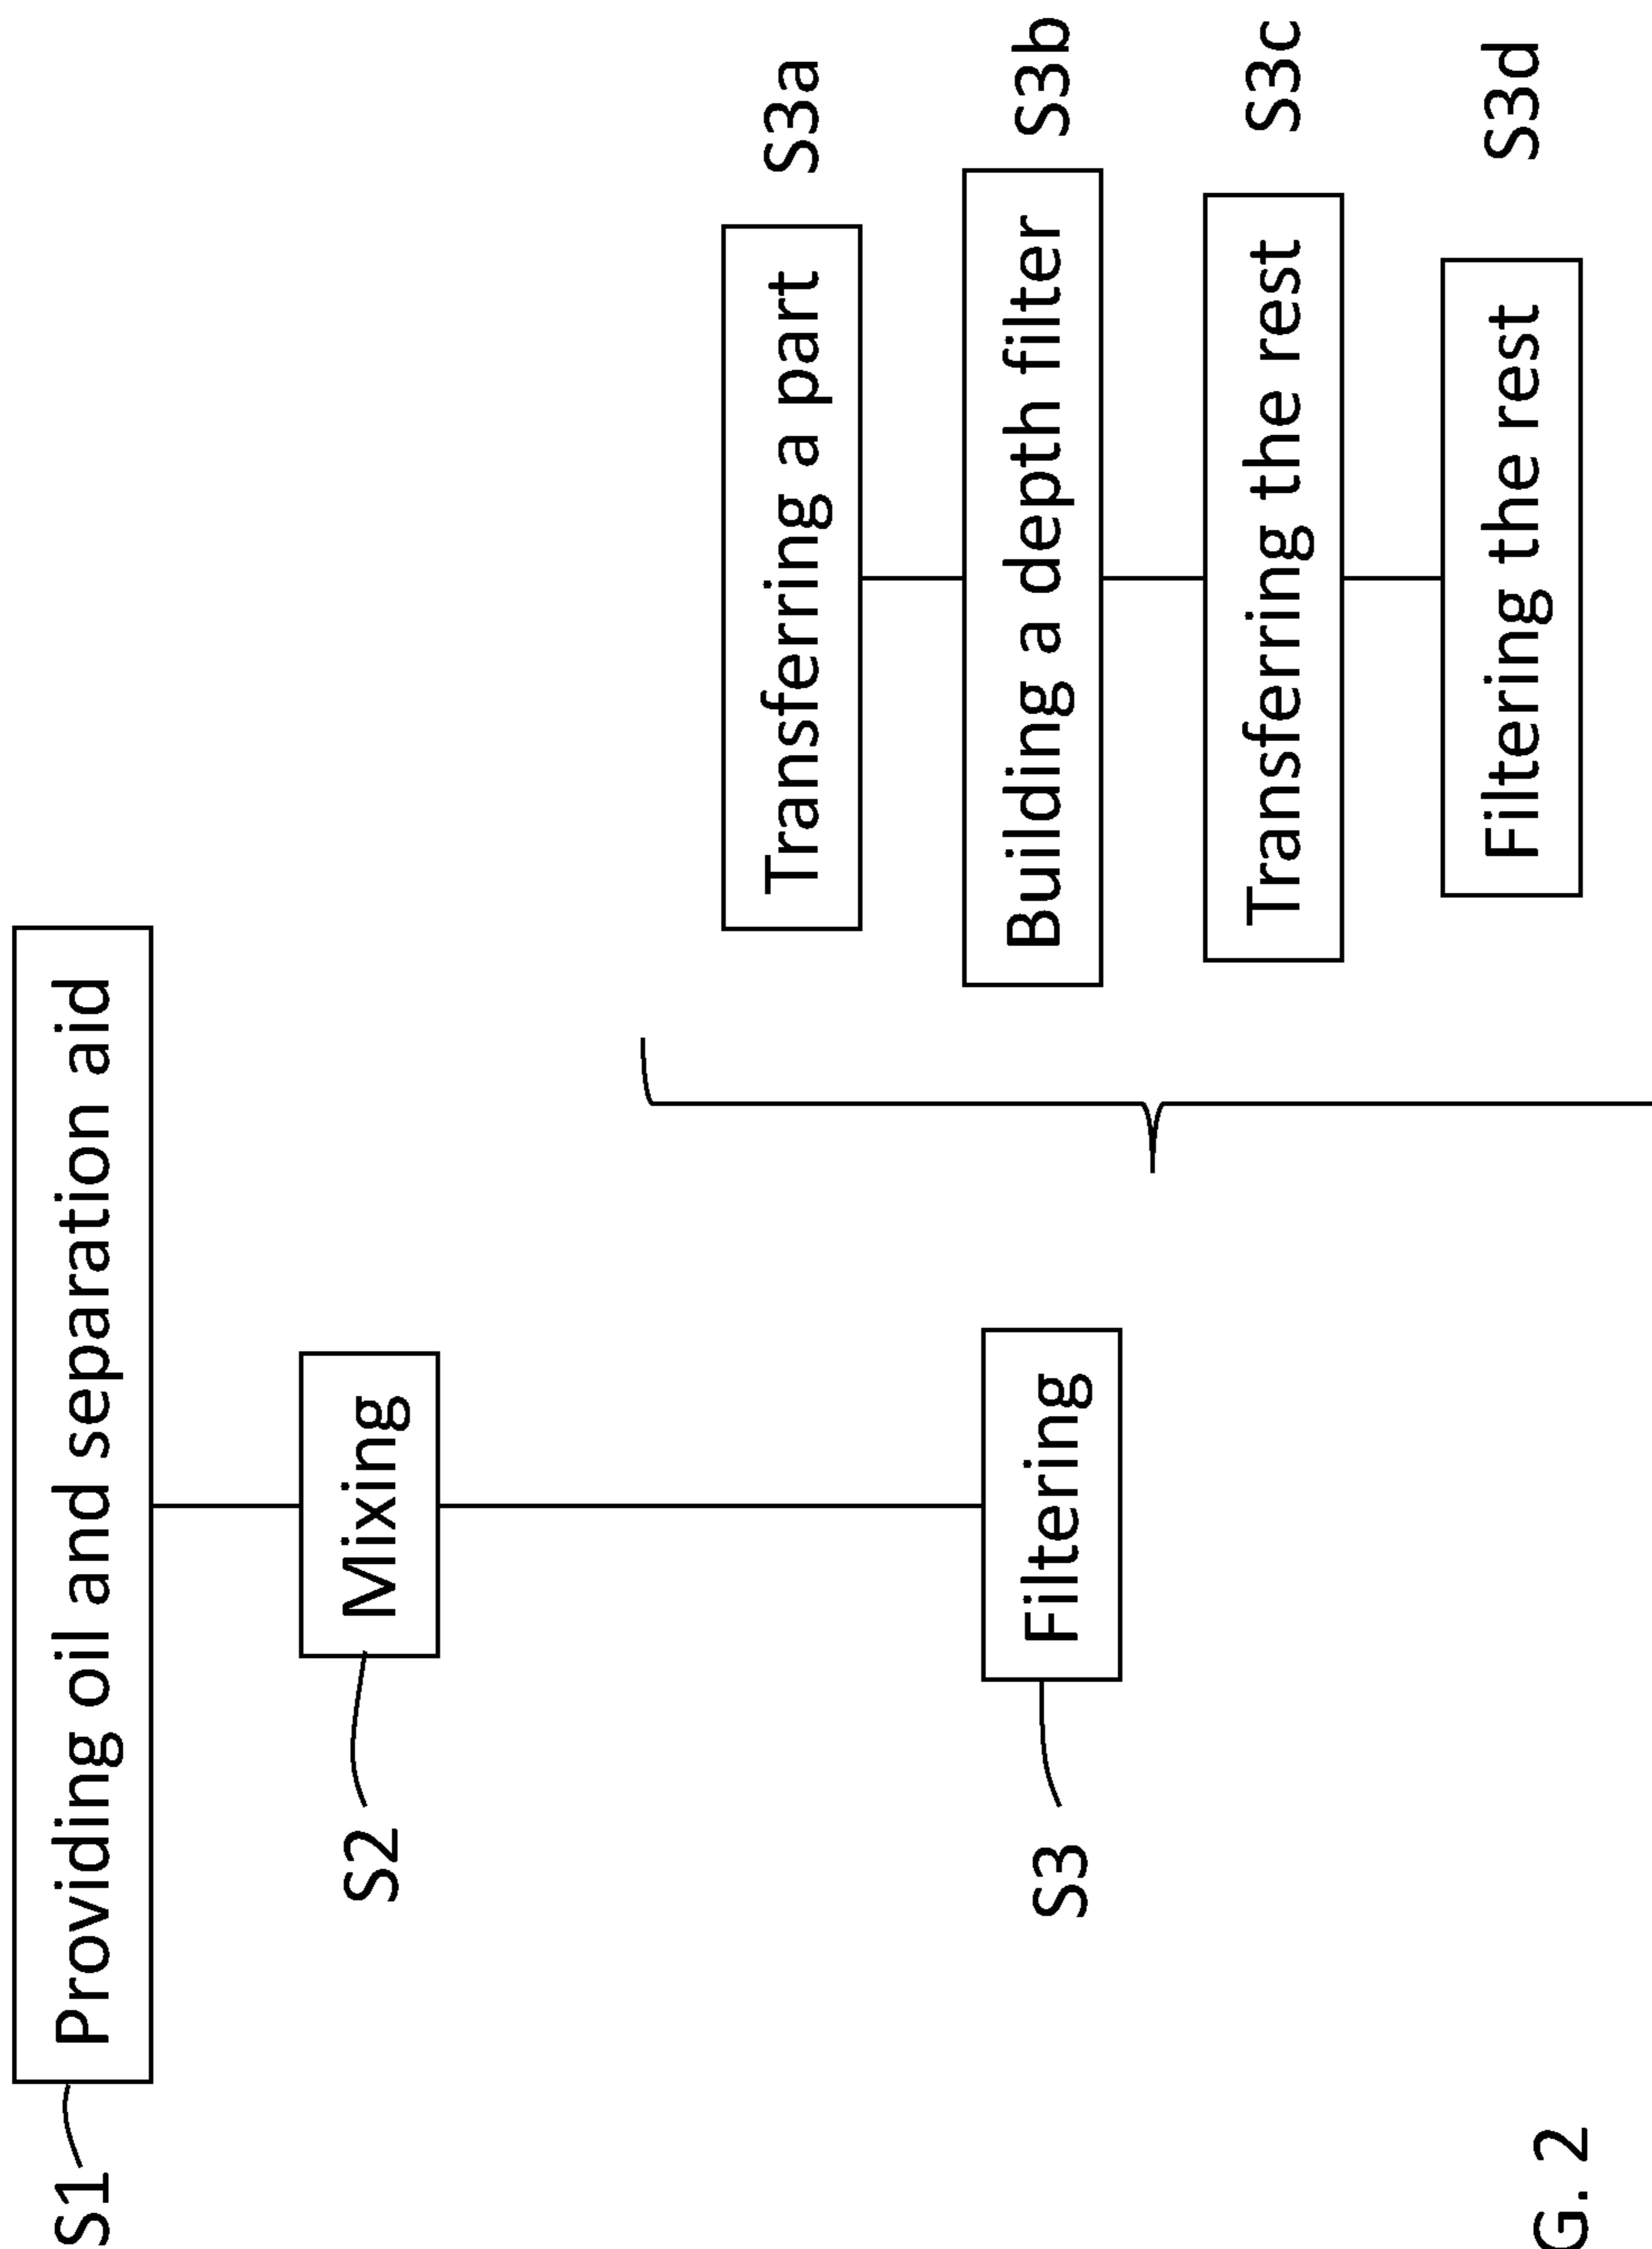 S1
Providing oil and separation aid
S2
Mixing
S3
Filtering
Transferring a part
S3a
Building a depth filter
S3b
Transferring the rest
S3c
Filtering the rest
S3d
G. 2